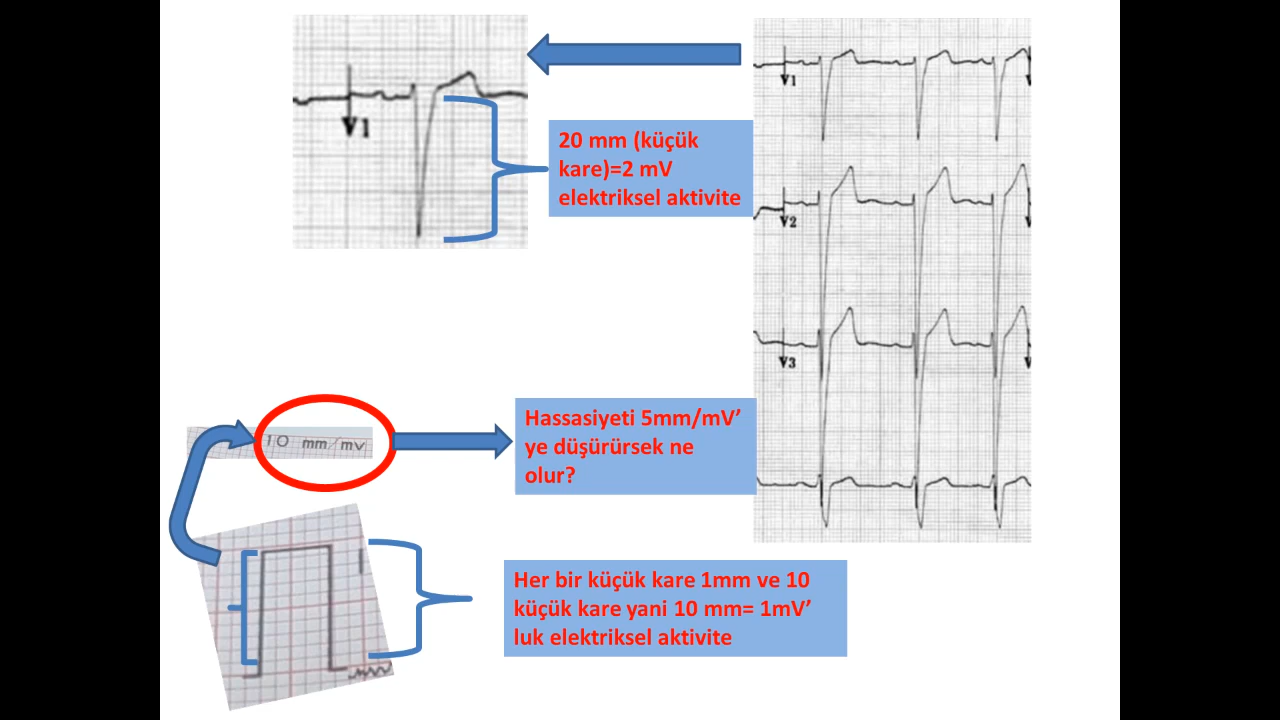 V1
20 mm (küçük
kare)=2 mV
elektriksel aktivite
V1
V2
V3
10 mm/mV
Hassasiyeti 5mm/mV’
ye düşürürsek ne
olur?
Her bir küçük kare 1mm ve 10
küçük kare yani 10 mm= 1mV’
luk elektriksel aktivite